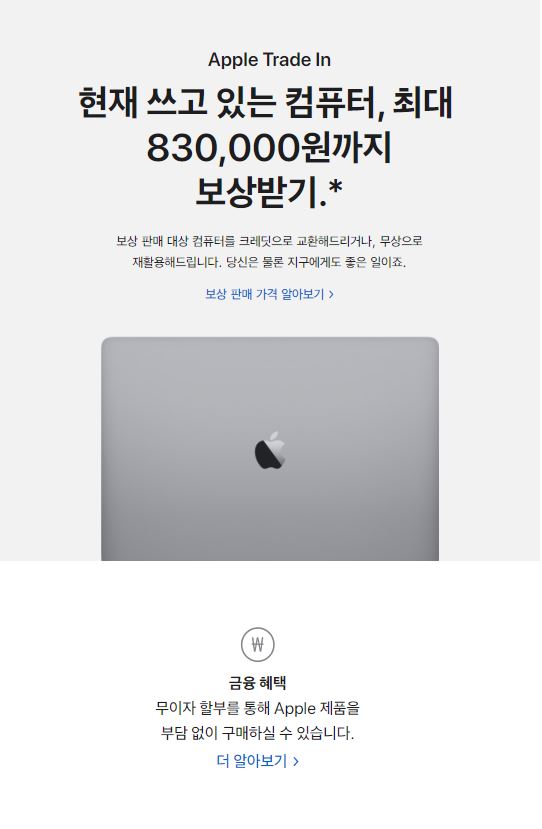 Apple Trade In
현재 쓰고 있는 컴퓨터, 최대
830,000원까지
보상받기.*
보상 판매 대상 컴퓨터를 크레딧으로 교환해드리거나, 무상으로
재활용해드립니다. 당신은 물론 지구에게도 좋은 일이죠.
보상 판매 가격 알아보기 >
₩
금융 혜택
무이자 할부를 통해 Apple 제품을
부담 없이 구매하실 수 있습니다.
더 알아보기 >